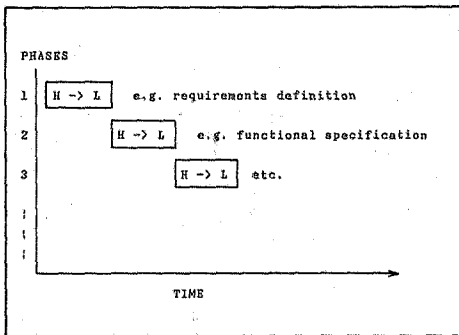 PHASES
1 H -> L e.g. requirements definition
2 H -> L e.g. functional specification
3 H -> L etc.
TIME